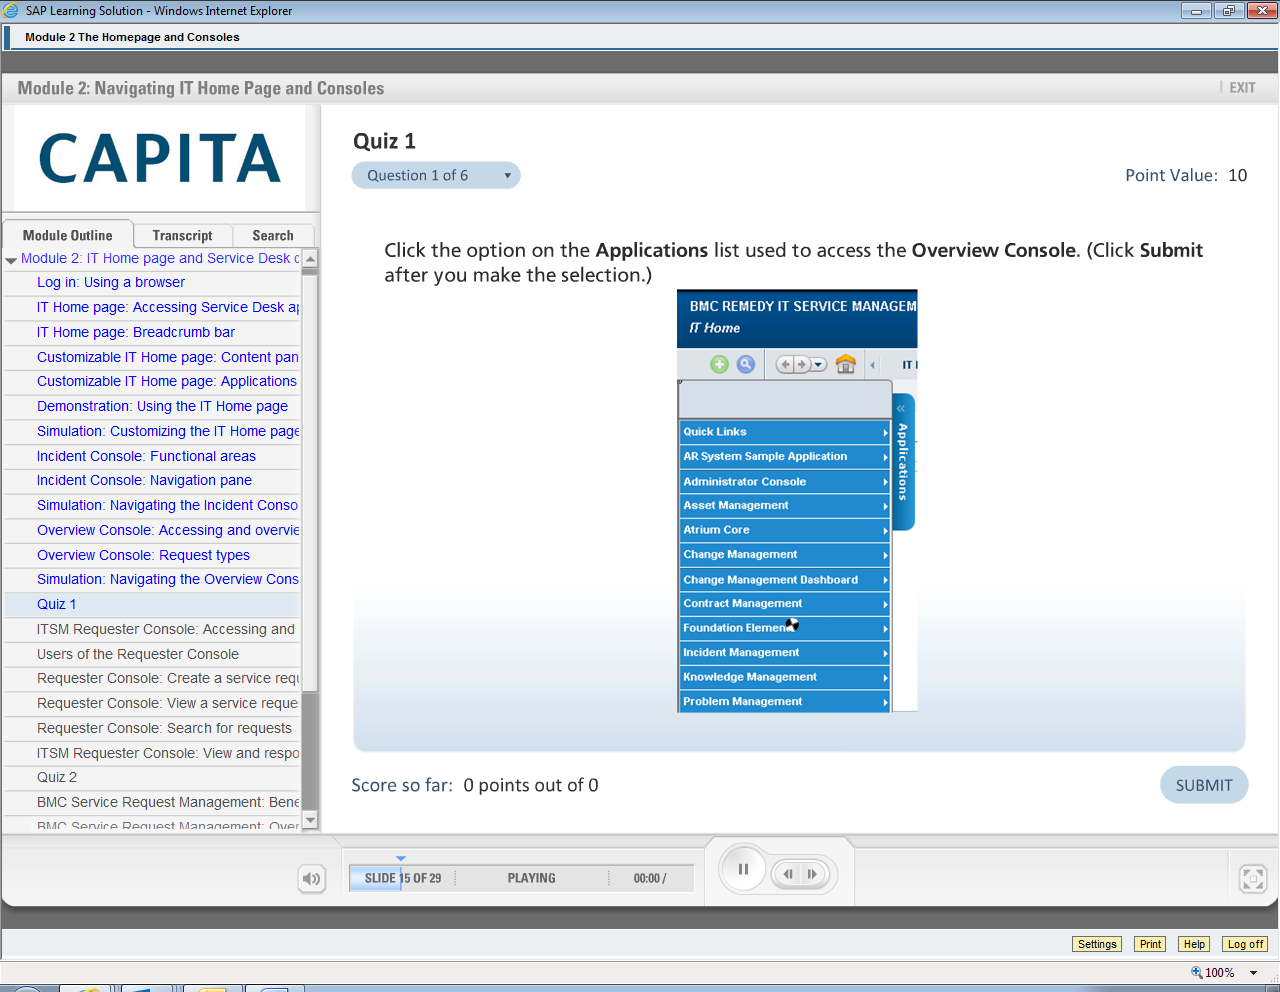 SAP Learning Solution - Windows Internet Explorer
Module 2 The Homepage and Consoles
Module 2: Navigating IT Home Page and Consoles
EXIT
CAPITA
Module Outline
Transcript
Search
Module 2: IT Home page and Service Desk c
Log in: Using a browser
IT Home page: Accessing Service Desk ap
IT Home page: Breadcrumb bar
Customizable IT Home page: Content pan
Customizable IT Home page: Applications
Demonstration: Using the IT Home page
Simulation: Customizing the IT Home page
Incident Console: Functional areas
Incident Console: Navigation pane
Simulation: Navigating the Incident Conso
Overview Console: Accessing and overvie
Overview Console: Request types
Simulation: Navigating the Overview Cons
Quiz 1
ITSM Requester Console: Accessing and
Users of the Requester Console
Requester Console: Create a service requ
Requester Console: View a service reque
Requester Console: Search for requests
ITSM Requester Console: View and respo
Quiz 2
BMC Service Request Management: Bene
BMC Service Request Management: Over
Quiz 1
Question 1 of 6
Point Value: 10
Click the option on the Applications list used to access the Overview Console. (Click Submit
after you make the selection.)
BMC REMEDY IT SERVICE MANAGEM
IT Home
IT
Applications
Quick Links
AR System Sample Application
Administrator Console
Asset Management
Atrium Core
Change Management
Change Management Dashboard
Contract Management
Foundation Element
Incident Management
Knowledge Management
Problem Management
Score so far: 0 points out of 0
SUBMIT
SLIDE 15 OF 29
PLAYING
00:00 /
Settings
Print
Help
Log off
100%